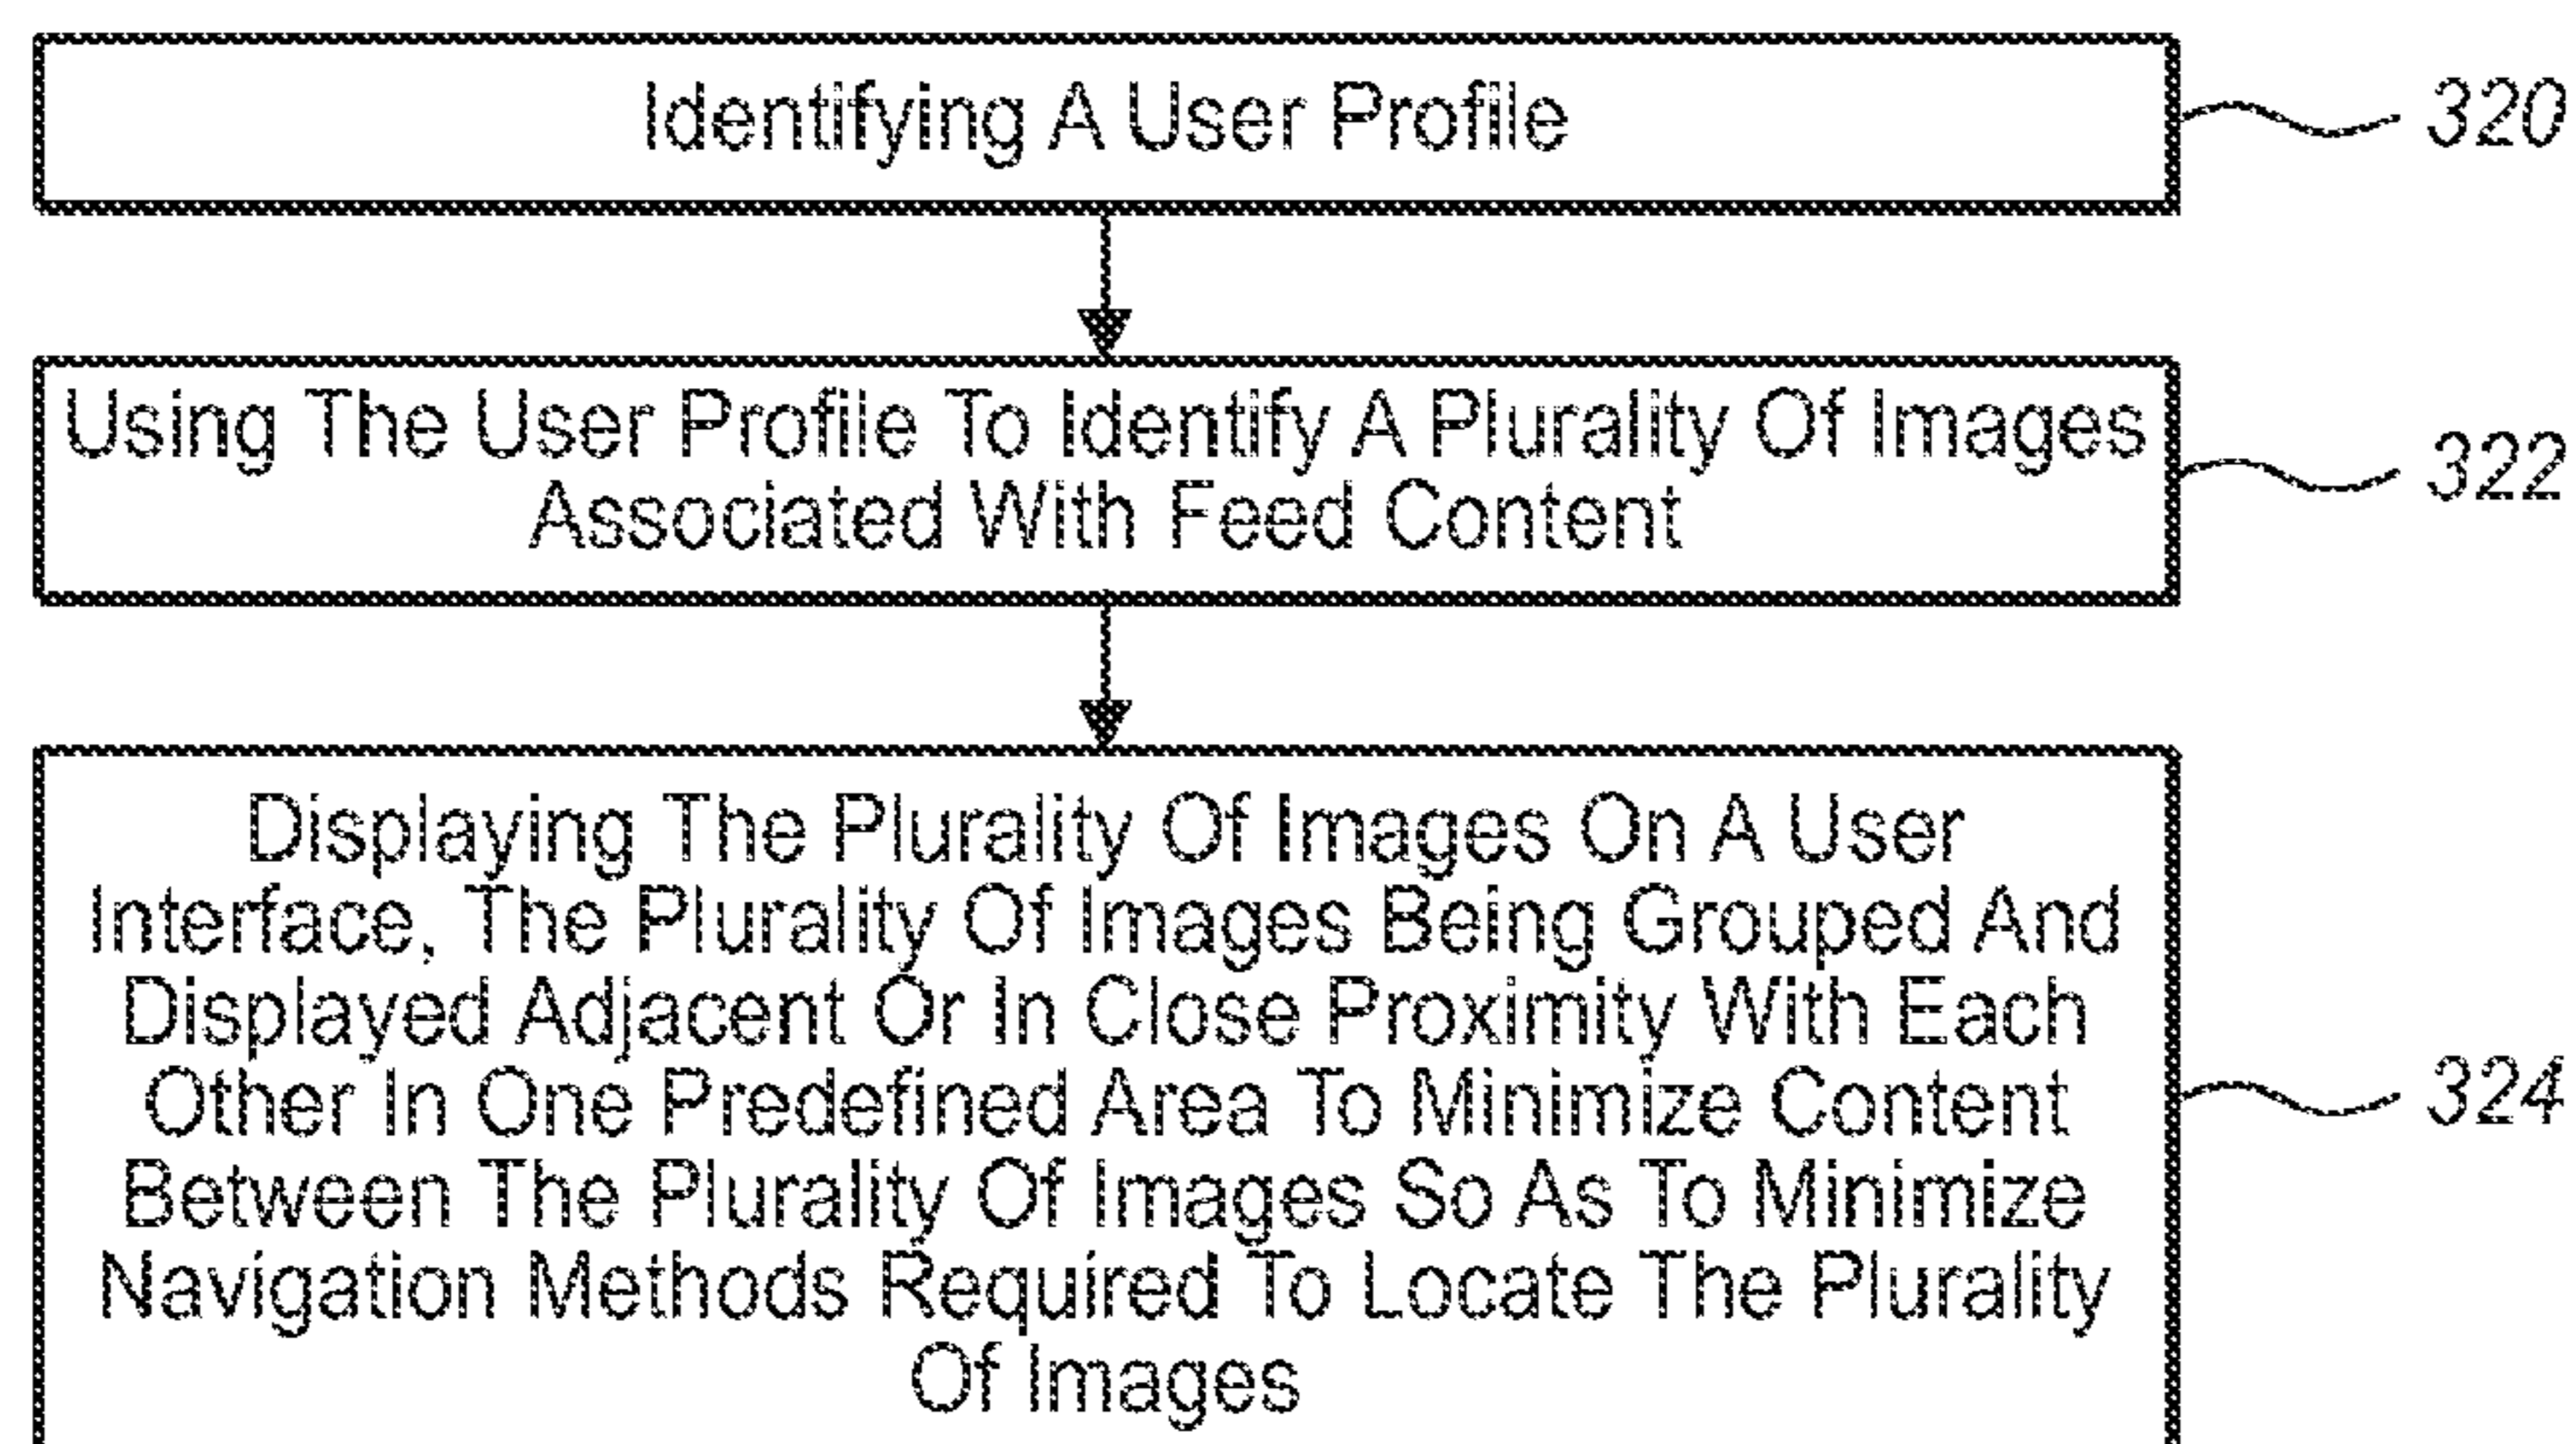 Identifying A User Profile
320
Using The User Profile To Identify A Plurality Of Images
Associated With Feed Content
322
Displaying The Plurality Of Images On A User
Interface, The Plurality Of Images Being Grouped And
Displayed Adjacent Or In Close Proximity With Each
Other In One Predefined Area To Minimize Content
Between The Plurality Of Images So As To Minimize
Navigation Methods Required To Locate The Plurality
Of Images
324